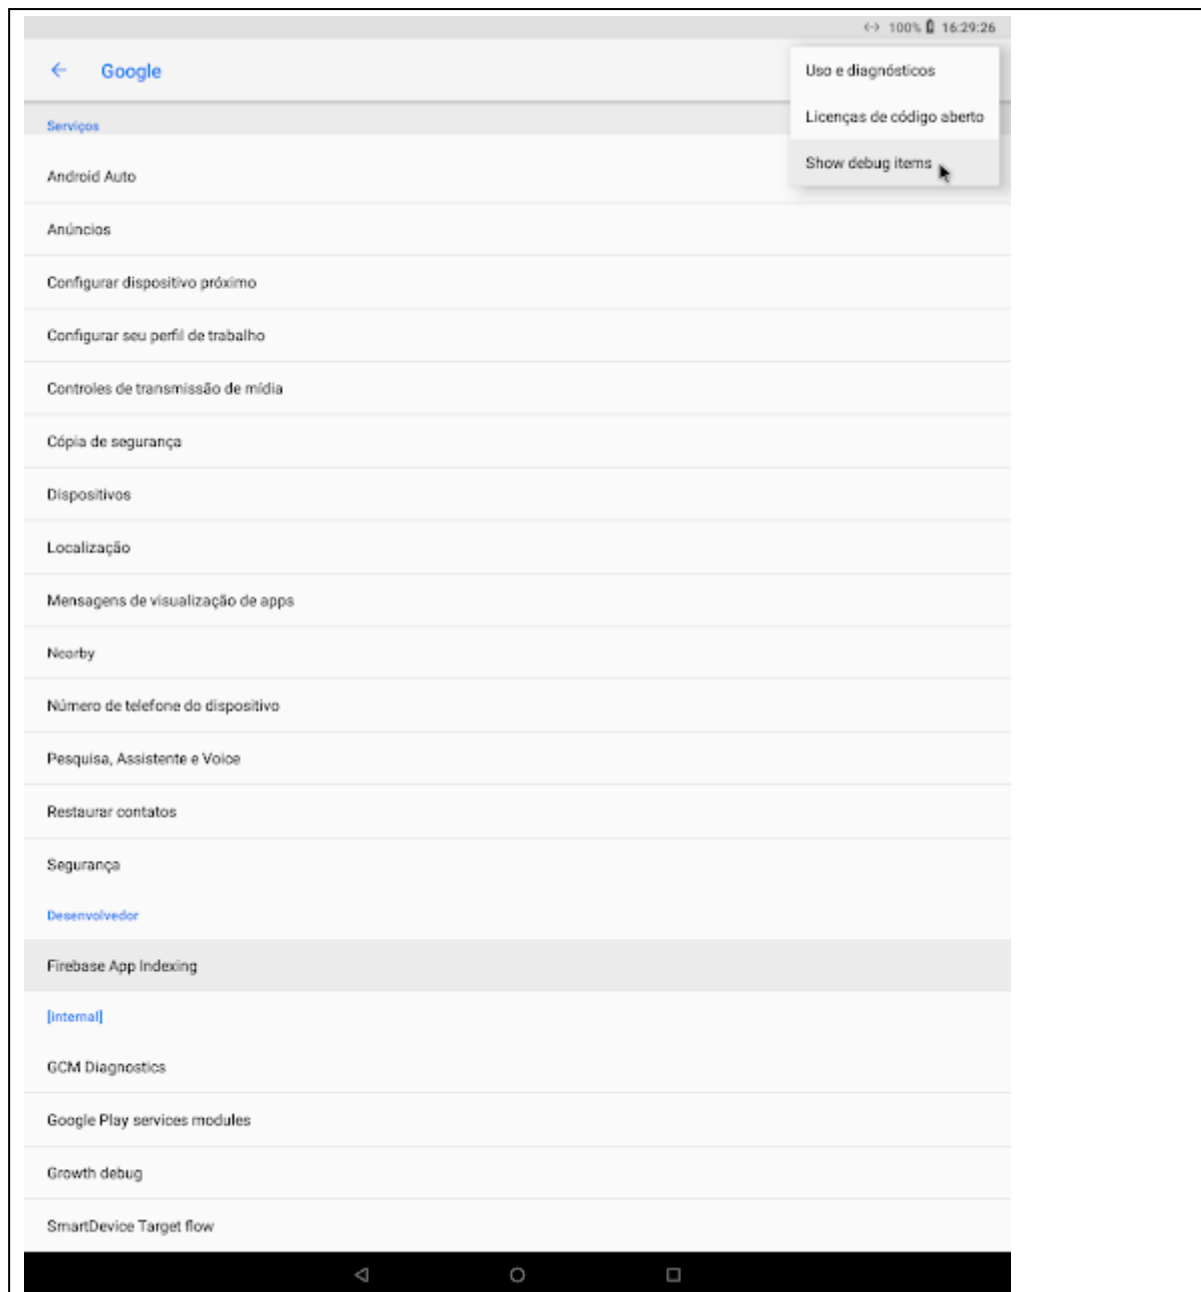 100% 16:29:26
Google
Uso e diagnósticos
Licenças de código aberto
Show debug items
Serviços
Android Auto
Anúncios
Configurar dispositivo próximo
Configurar seu perfil de trabalho
Controles de transmissão de mídia
Cópia de segurança
Dispositivos
Localização
Mensagens de visualização de apps
Nearby
Número de telefone do dispositivo
Pesquisa, Assistente e Voice
Restaurar contatos
Segurança
Desenvolvedor
Firebase App Indexing
[internal]
GCM Diagnostics
Google Play services modules
Growth debug
SmartDevice Target flow